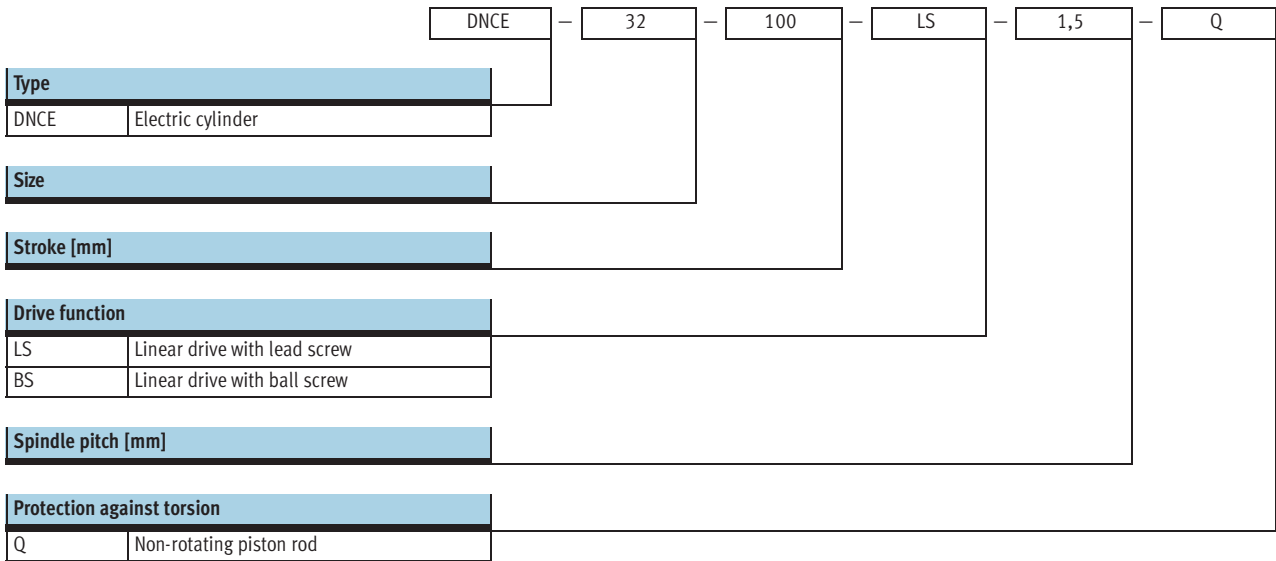 DNCE – 32 – 100 – LS – 1,5 – Q
Type
DNCE Electric cylinder
Size
Stroke [mm]
Drive function
LS Linear drive with lead screw
BS Linear drive with ball screw
Spindle pitch [mm]
Protection against torsion
Q Non-rotating piston rod